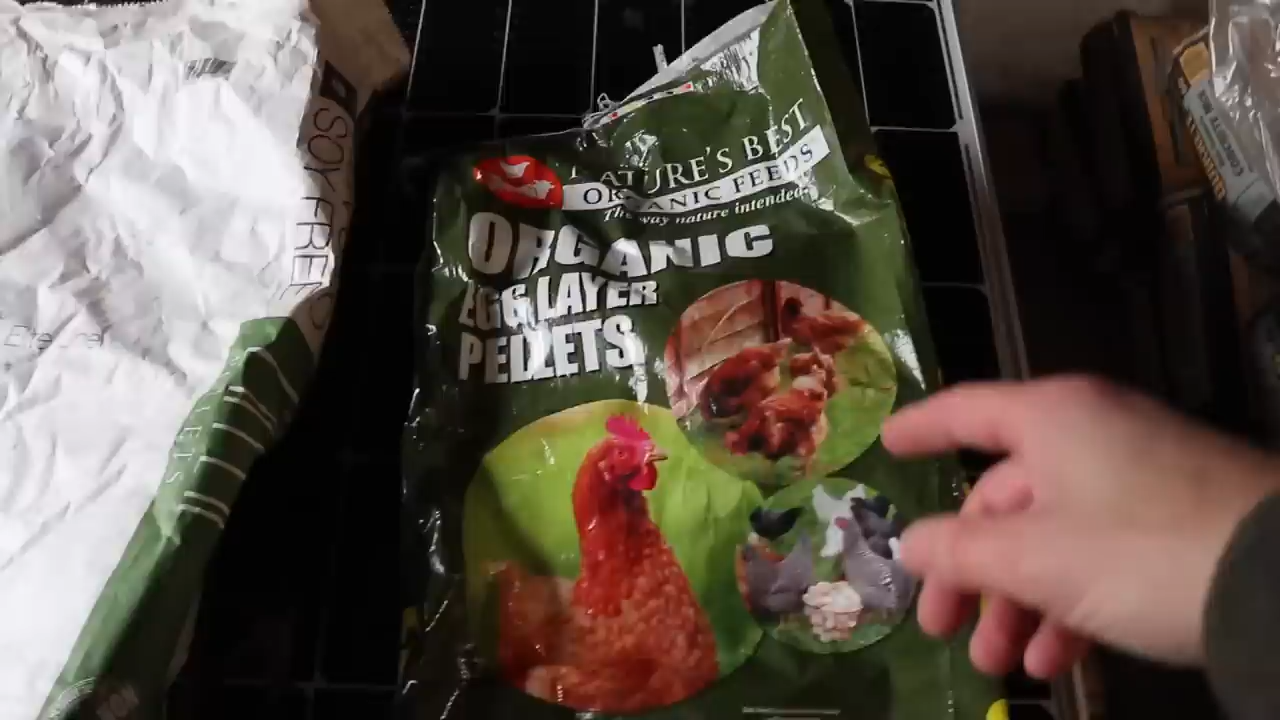 SOY FREE
NATURE'S BEST
ORGANIC FEEDS
The way nature intended
ORGANIC
EGG LAYER
PELLETS